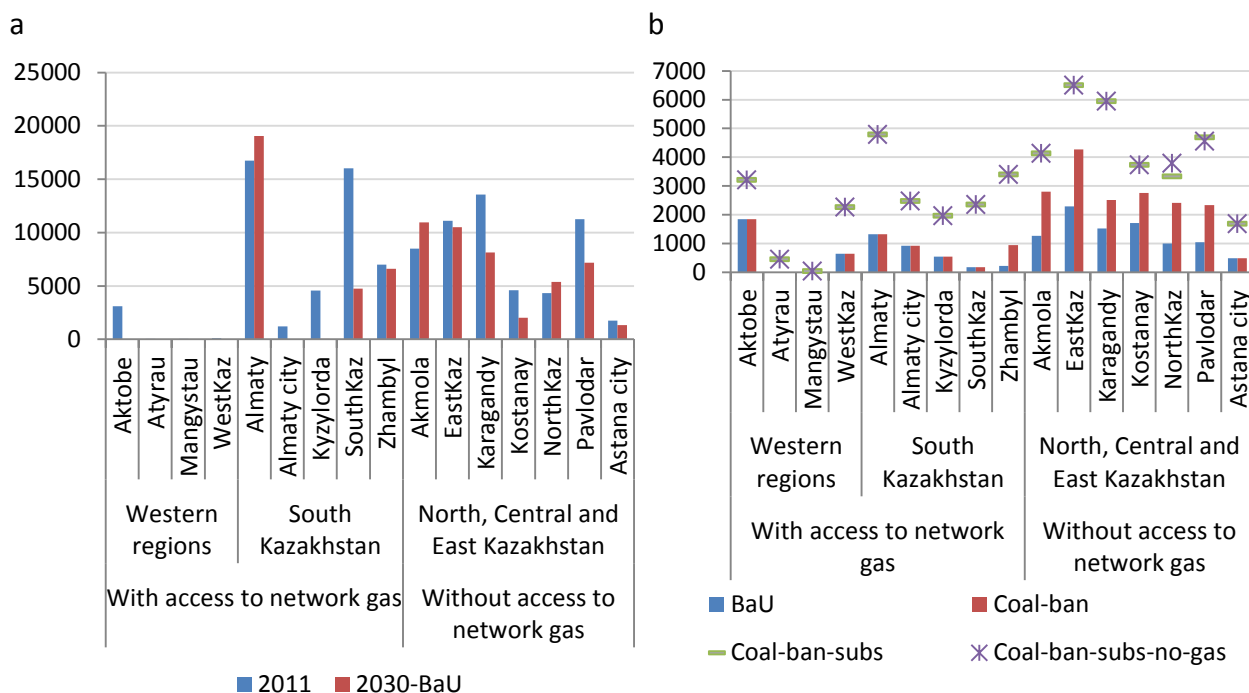 a
25000
20000
15000
10000
5000
0
Aktobe
Atyrau
Mangystau
WestKaz
Almaty
Almaty city
Kyzylorda
SouthKaz
Zhambyl
Akmola
EastKaz
Karagandy
Kostanay
NorthKaz
Pavlodar
Astana city
Western
regions
South
Kazakhstan
North, Central and
East Kazakhstan
With access to network gas
Without access to
network gas
2011
2030-BaU
b
7000
6000
5000
4000
3000
2000
1000
0
Aktobe
Atyrau
Mangystau
WestKaz
Almaty
Almaty city
Kyzylorda
SouthKaz
Zhambyl
Akmola
EastKaz
Karagandy
Kostanay
NorthKaz
Pavlodar
Astana city
Western
regions
South
Kazakhstan
North, Central and
East Kazakhstan
With access to network
gas
Without access to
network gas
BaU
Coal-ban
Coal-ban-subs
Coal-ban-subs-no-gas